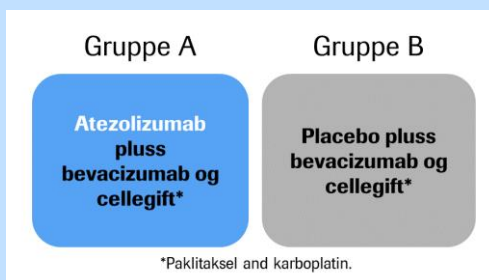 Gruppe A
Gruppe B
Atezolizumab
pluss
bevacizumab og
cellegift*
Placebo pluss
bevacizumab og
cellegift*
*Paklitaksel and karboplatin.